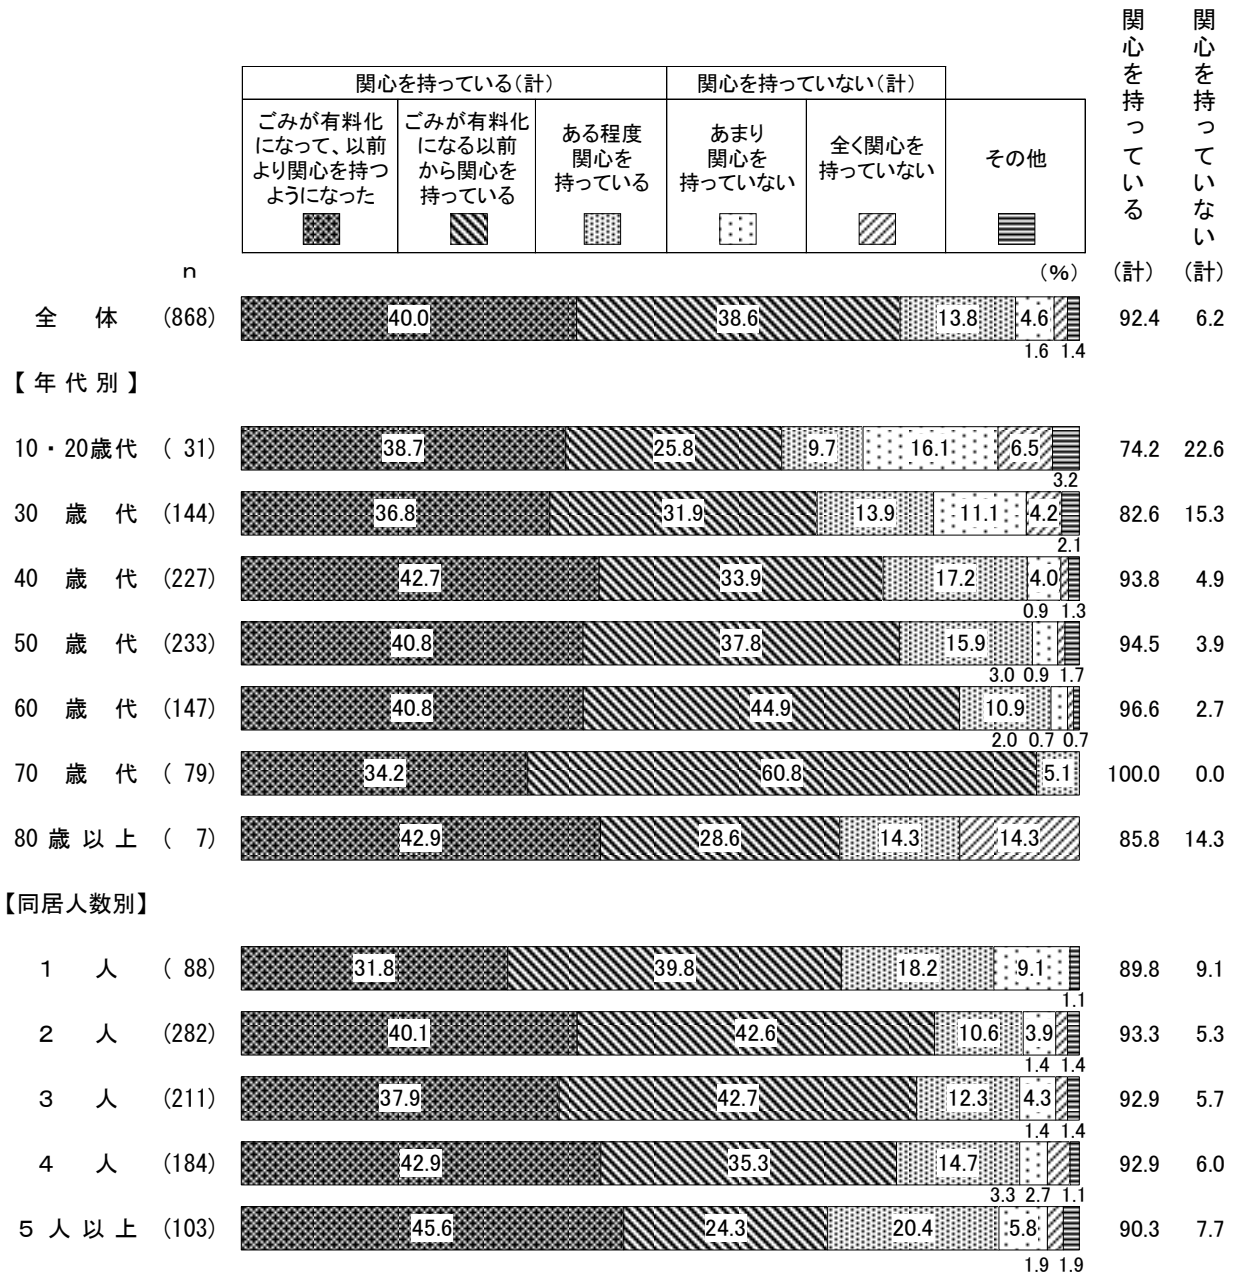 関心を持っている（計） 関心を持っていない（計）
ごみが有料化
になって、以前
より関心を持つ
ようになった
ごみが有料化
になる以前
から関心を
持っている
ある程度
関心を
持っている
あまり
関心を
持っていない
全く関心を
持っていない
その他
関心を持っている（計）
関心を持っていない（計）
n
（％）
全 体 (868) 40.0 38.6 13.8 4.6 92.4 6.2
1.6 1.4
【年代別】
10・20歳代 ( 31) 38.7 25.8 9.7 16.1 6.5 74.2 22.6
3.2
30 歳 代 (144) 36.8 31.9 13.9 11.1 4.2 82.6 15.3
2.1
40 歳 代 (227) 42.7 33.9 17.2 4.0 93.8 4.9
0.9 1.3
50 歳 代 (233) 40.8 37.8 15.9 94.5 3.9
3.0 0.9 1.7
60 歳 代 (147) 40.8 44.9 10.9 96.6 2.7
2.0 0.7 0.7
70 歳 代 ( 79) 34.2 60.8 5.1 100.0 0.0
80 歳 以 上 ( 7) 42.9 28.6 14.3 14.3 85.8 14.3
【同居人数別】
1 人 ( 88) 31.8 39.8 18.2 9.1 89.8 9.1
1.1
2 人 (282) 40.1 42.6 10.6 3.9 93.3 5.3
1.4 1.4
3 人 (211) 37.9 42.7 12.3 4.3 92.9 5.7
1.4 1.4
4 人 (184) 42.9 35.3 14.7 92.9 6.0
3.3 2.7 1.1
5 人 以 上 (103) 45.6 24.3 20.4 5.8 90.3 7.7
1.9 1.9